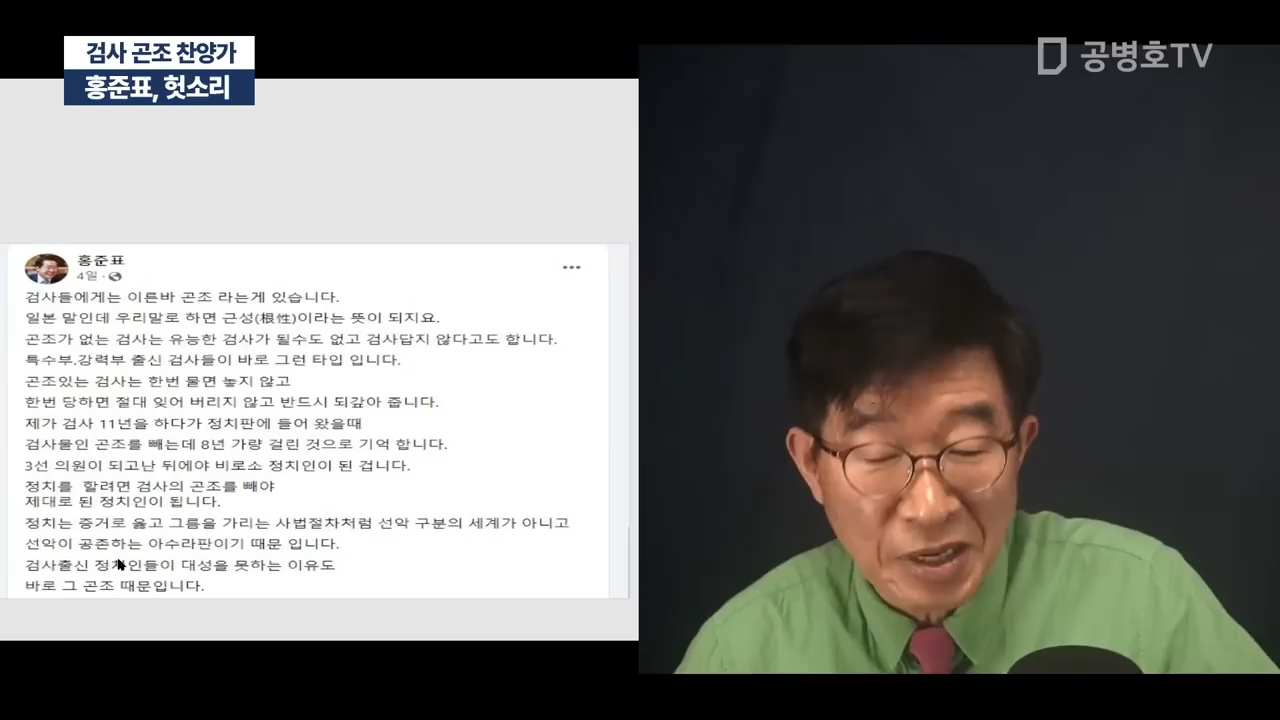 검사 곤조 찬양가
홍준표, 헛소리
공병호TV
홍준표
4일 ·
검사들에게는 이른바 곤조 라는게 있습니다.
일본 말인데 우리말로 하면 근성(根性)이라는 뜻이 되지요.
곤조가 없는 검사는 유능한 검사가 될수도 없고 검사답지 않다고도 합니다.
특수부.강력부 출신 검사들이 바로 그런 타입 입니다.
곤조있는 검사는 한번 물면 놓지 않고
한번 당하면 절대 잊어 버리지 않고 반드시 되갚아 줍니다.
제가 검사 11년을 하다가 정치판에 들어 왔을때
검사물인 곤조를 빼는데 8년 가량 걸린 것으로 기억 합니다.
3선 의원이 되고난 뒤에야 비로소 정치인이 된 겁니다.
정치를 할려면 검사의 곤조를 빼야
제대로 된 정치인이 됩니다.
정치는 증거로 옳고 그름을 가리는 사법절차처럼 선악 구분의 세계가 아니고
선악이 공존하는 아수라판이기 때문 입니다.
검사출신 정치인들이 대성을 못하는 이유도
바로 그 곤조 때문입니다.